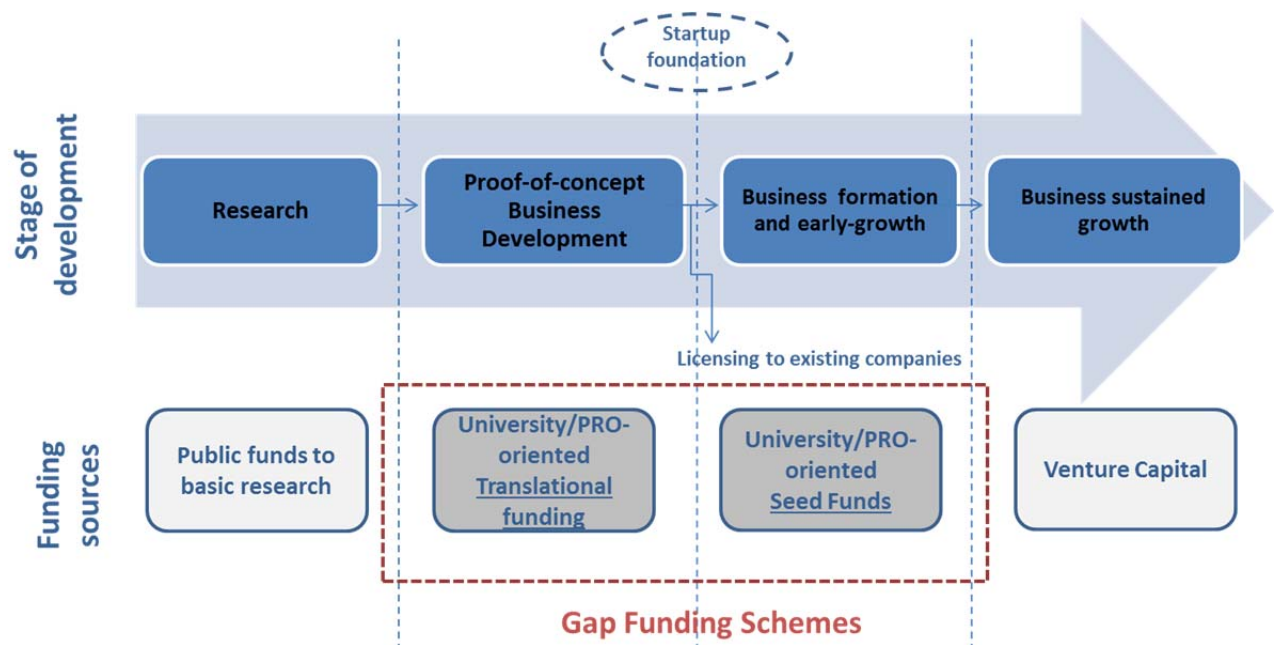 Startup
foundation
Stage of
development
Research
Proof-of-concept
Business
Development
Business formation
and early-growth
Business sustained
growth
Licensing to existing companies
Funding
sources
Public funds to
basic research
University/PRO-
oriented
Translational
funding
University/PRO-
oriented
Seed Funds
Venture Capital
Gap Funding Schemes